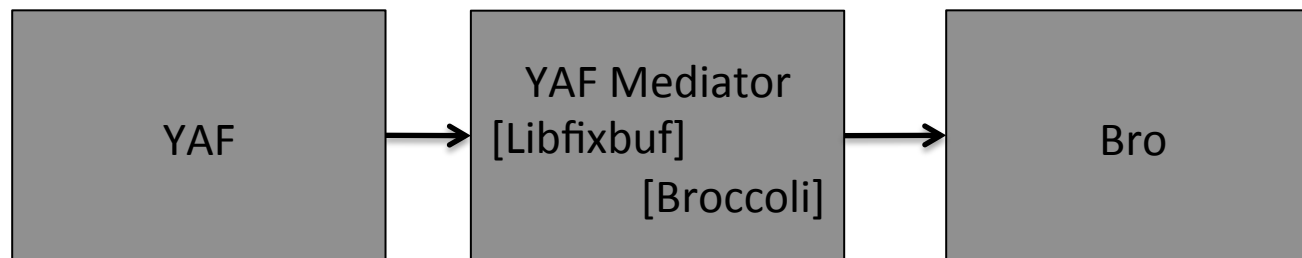 YAF
YAF Mediator
[Libfixbuf]
[Broccoli]
Bro